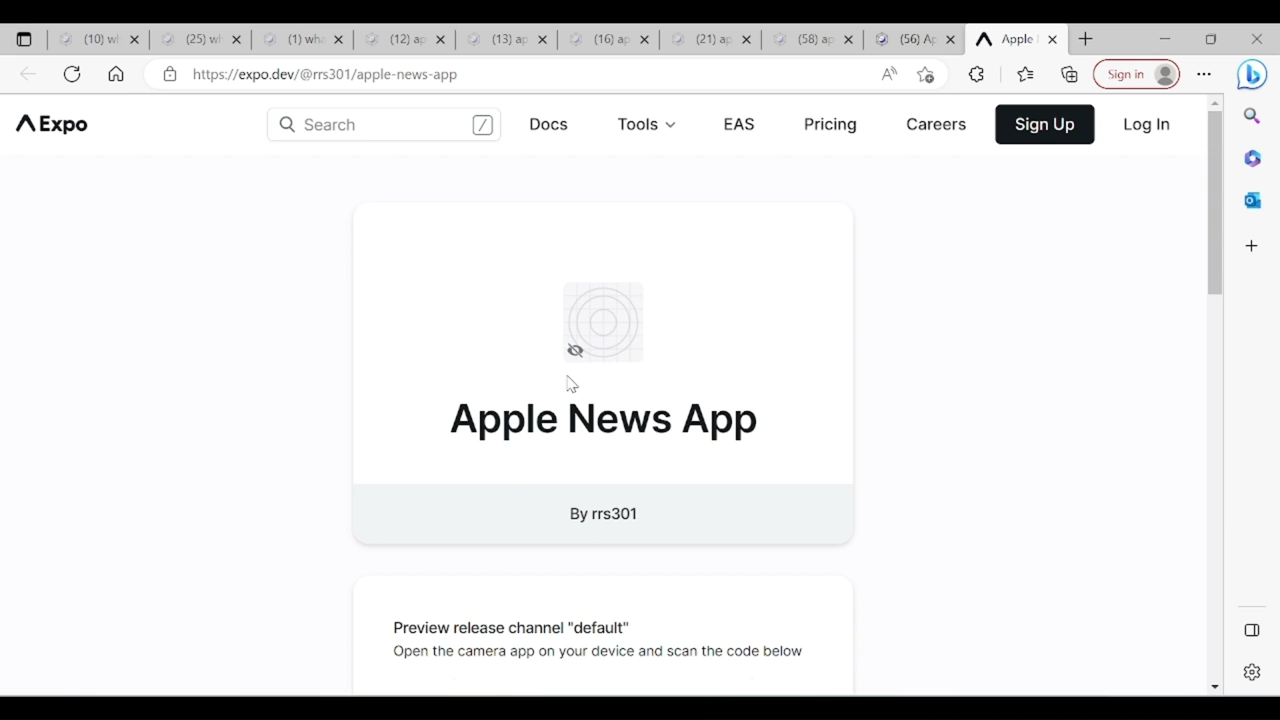 (10) wh
(25) wh
(1) wha
(12) ap
(13) ap
(16) ap
(21) ap
(58) ap
(56) Ap
Apple
https://expo.dev/@rrs301/apple-news-app
Sign in
Expo
Search /
Docs
Tools
EAS
Pricing
Careers
Sign Up
Log In
Apple News App
By rrs301
Preview release channel "default"
Open the camera app on your device and scan the code below